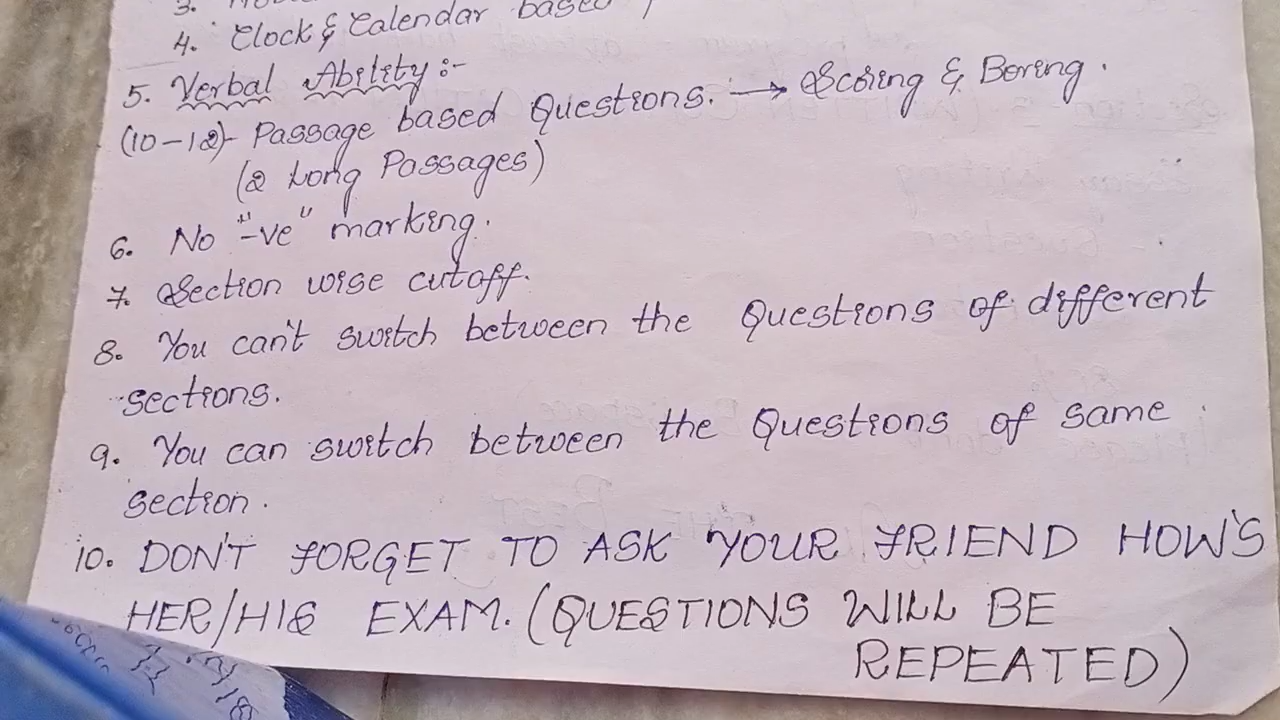 3.
4. Clock & Calendar based
5. Verbal Ability :-
(10-12)- Passage based Questions. → Scoring & Boring.
(2 Long Passages)
6. No "-ve" marking.
7. Section wise cutoff.
8. You can't switch between the Questions of different
sections.
9. You can switch between the Questions of same
section.
10. DON'T FORGET TO ASK YOUR FRIEND HOW'S
HER/HIS EXAM. (QUESTIONS WILL BE
REPEATED)